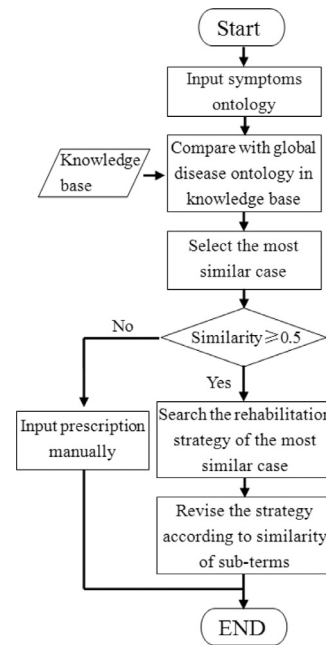 Start
Input symptoms
ontology
Knowledge
base
Compare with global
disease ontology in
knowledge base
Select the most
similar case
Similarity≥0.5
No
Yes
Input prescription
manually
Search the rehabilitation
strategy of the most
similar case
Revise the strategy
according to similarity
of sub-terms
END